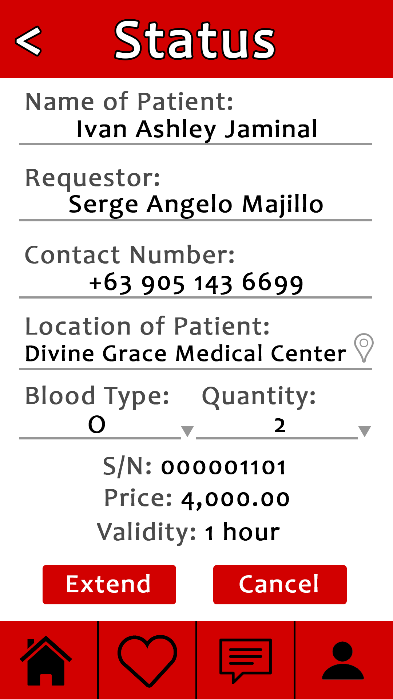 < Status
Name of Patient:
Ivan Ashley Jaminal
Requestor:
Serge Angelo Majillo
Contact Number:
+63 905 143 6699
Location of Patient:
Divine Grace Medical Center
Blood Type: Quantity:
O 2
S/N: 000001101
Price: 4,000.00
Validity: 1 hour
Extend Cancel